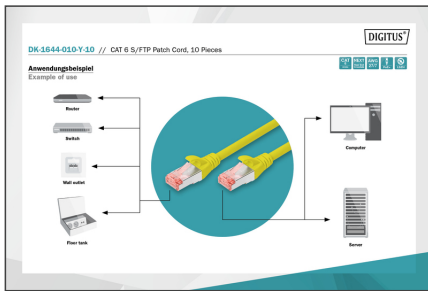 DIGITUS®
DK-1644-010-Y-10 // CAT 6 S/FTP Patch Cord, 10 Pieces
Anwendungsbeispiel
Example of use
Router
Switch
Wall outlet
Floor tank
Computer
Server